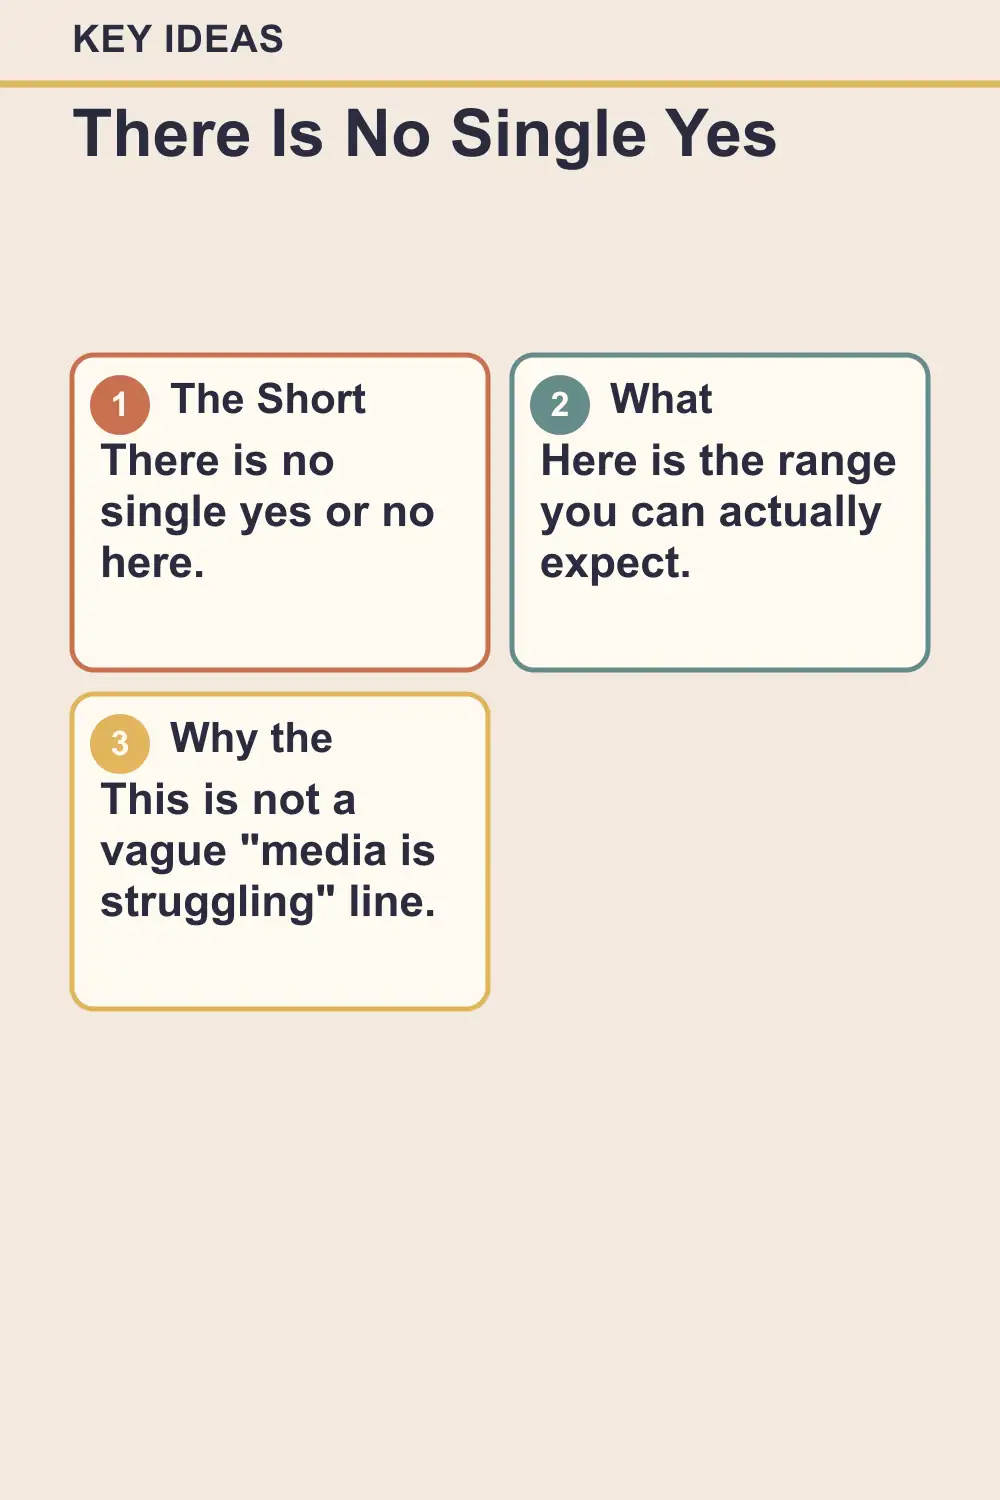 KEY IDEAS
There Is No Single Yes
1 The Short
There is no
single yes or no
here.
2 What
Here is the range
you can actually
expect.
3 Why the
This is not a
vague "media is
struggling" line.